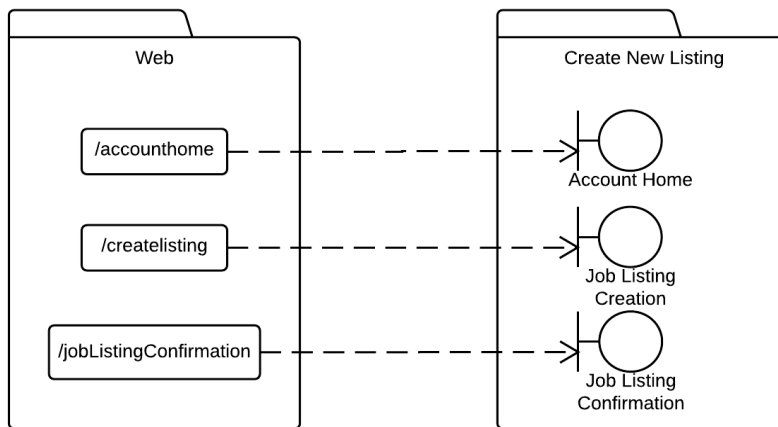 Web
/accounthome
/createlisting
/jobListingConfirmation
Create New Listing
Account Home
Job Listing
Creation
Job Listing
Confirmation